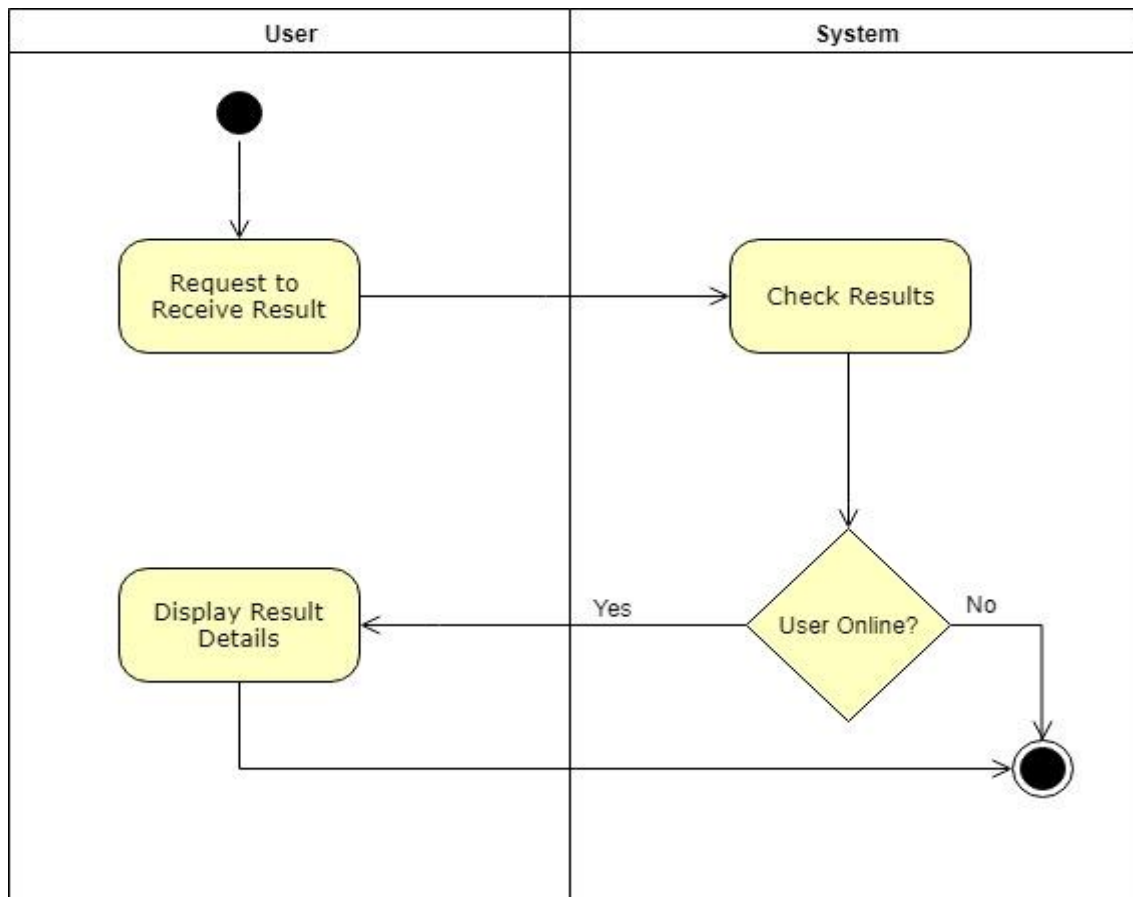 User
System
Request to
Receive Result
Check Results
User Online?
Yes
No
Display Result
Details